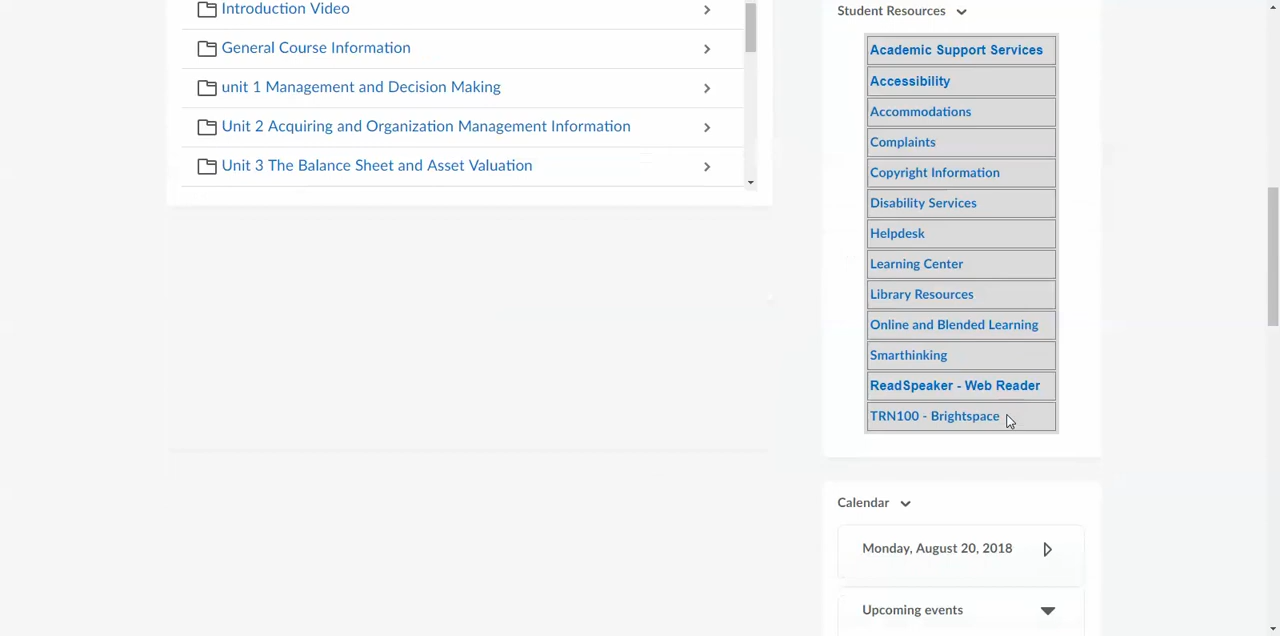 Introduction Video
General Course Information
unit 1 Management and Decision Making
Unit 2 Acquiring and Organization Management Information
Unit 3 The Balance Sheet and Asset Valuation
Student Resources
Academic Support Services
Accessibility
Accommodations
Complaints
Copyright Information
Disability Services
Helpdesk
Learning Center
Library Resources
Online and Blended Learning
Smarthinking
ReadSpeaker - Web Reader
TRN100 - Brightspace
Calendar
Monday, August 20, 2018
Upcoming events